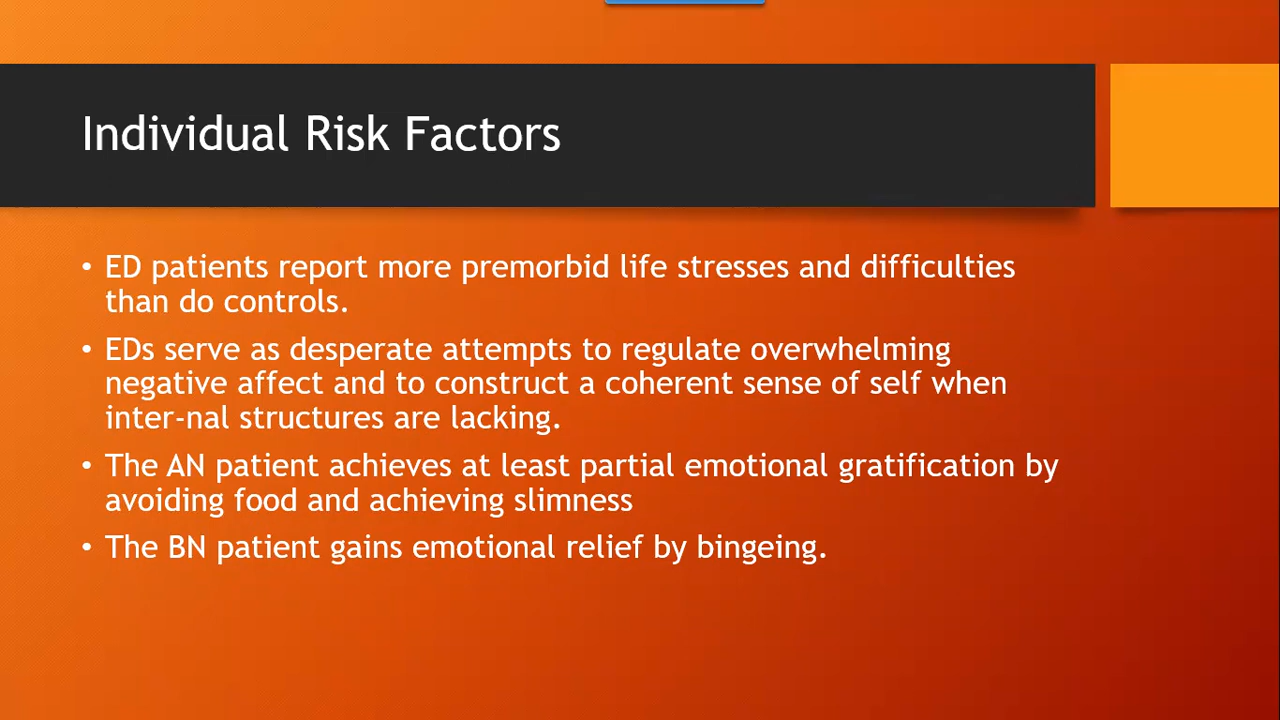 Individual Risk Factors
• ED patients report more premorbid life stresses and difficulties
than do controls.
• EDs serve as desperate attempts to regulate overwhelming
negative affect and to construct a coherent sense of self when
inter-nal structures are lacking.
• The AN patient achieves at least partial emotional gratification by
avoiding food and achieving slimness
• The BN patient gains emotional relief by bingeing.